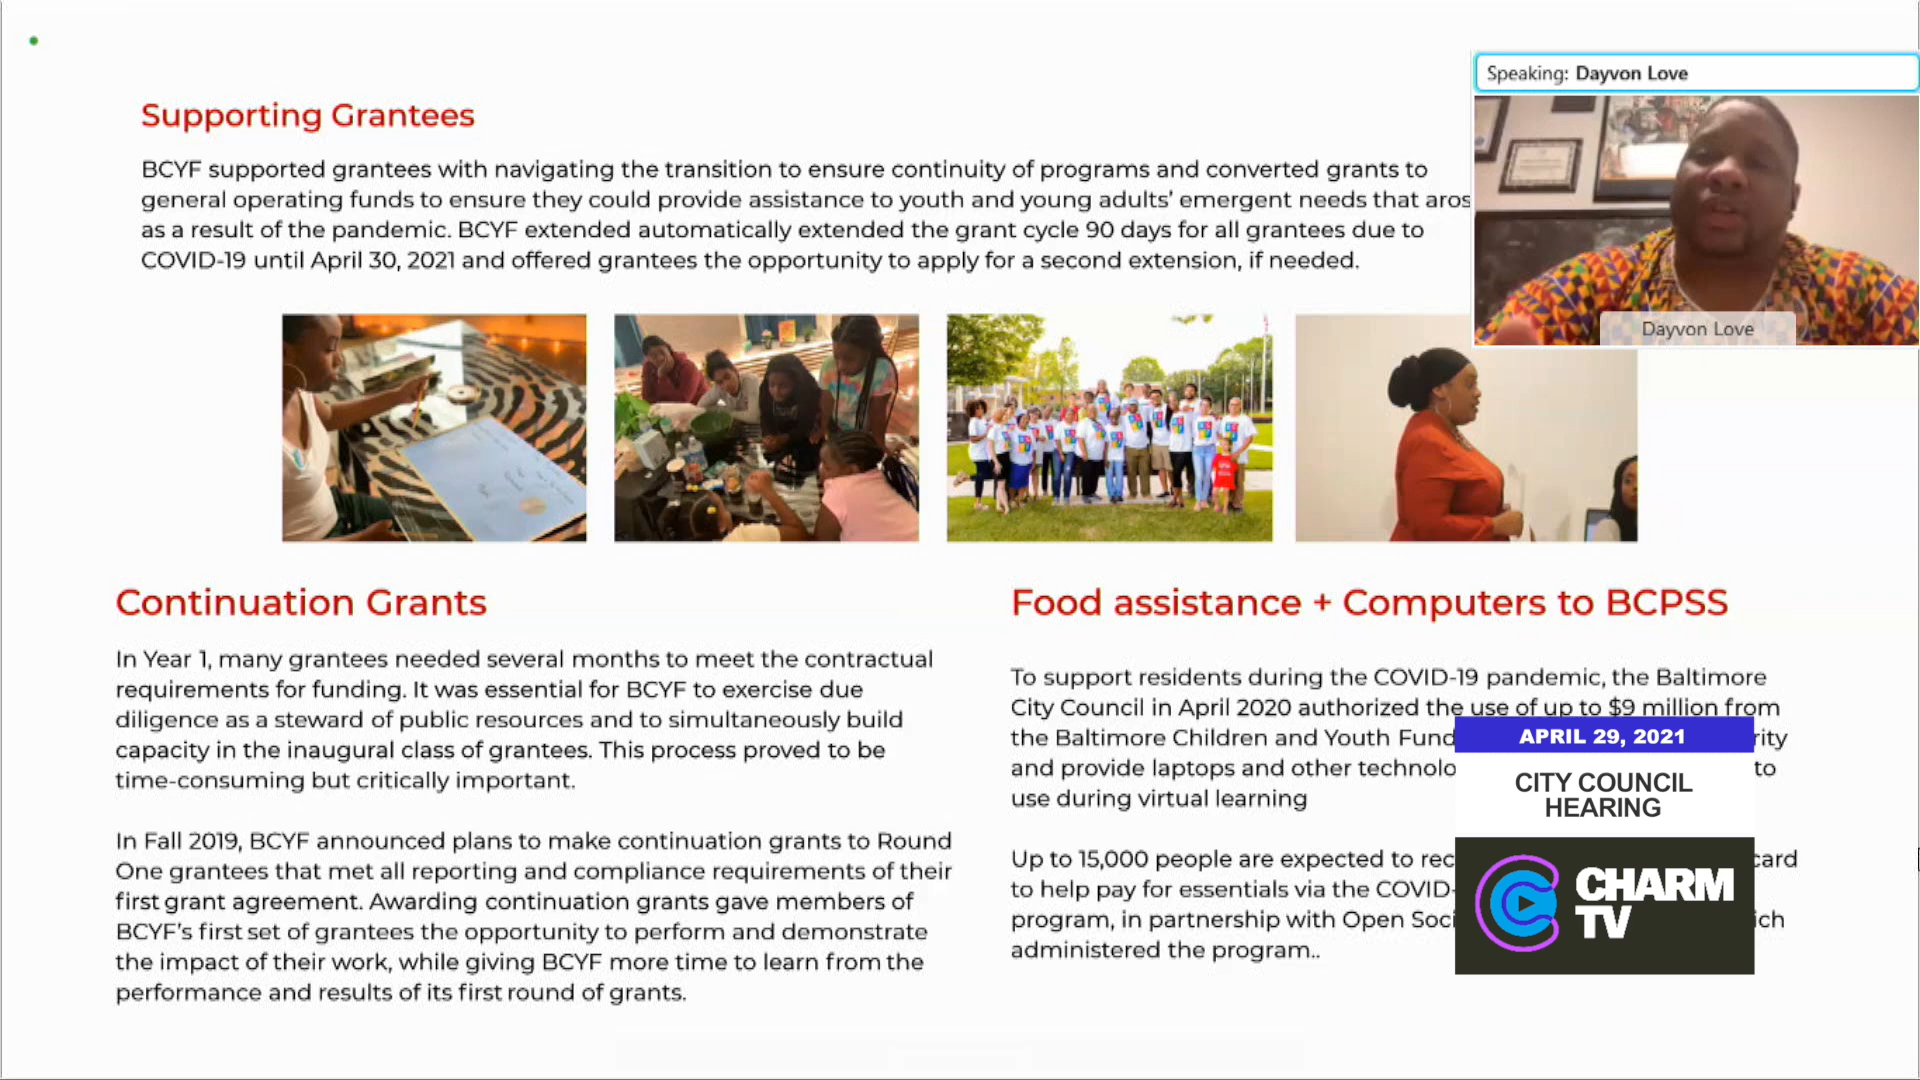 Speaking: Dayvon Love
Dayvon Love
Supporting Grantees
BCYF supported grantees with navigating the transition to ensure continuity of programs and converted grants to
general operating funds to ensure they could provide assistance to youth and young adults’ emergent needs that aros
as a result of the pandemic. BCYF extended automatically extended the grant cycle 90 days for all grantees due to
COVID-19 until April 30, 2021 and offered grantees the opportunity to apply for a second extension, if needed.
Continuation Grants
In Year 1, many grantees needed several months to meet the contractual
requirements for funding. It was essential for BCYF to exercise due
diligence as a steward of public resources and to simultaneously build
capacity in the inaugural class of grantees. This process proved to be
time-consuming but critically important.
In Fall 2019, BCYF announced plans to make continuation grants to Round
One grantees that met all reporting and compliance requirements of their
first grant agreement. Awarding continuation grants gave members of
BCYF’s first set of grantees the opportunity to perform and demonstrate
the impact of their work, while giving BCYF more time to learn from the
performance and results of its first round of grants.
Food assistance + Computers to BCPSS
To support residents during the COVID-19 pandemic, the Baltimore
City Council in April 2020 authorized the use of up to $9 million from
the Baltimore Children and Youth Fund rity
and provide laptops and other technolo to
use during virtual learning
Up to 15,000 people are expected to rec card
to help pay for essentials via the COVID-
program, in partnership with Open Soci ich
administered the program..
APRIL 29, 2021
CITY COUNCIL
HEARING
CHARM
TV